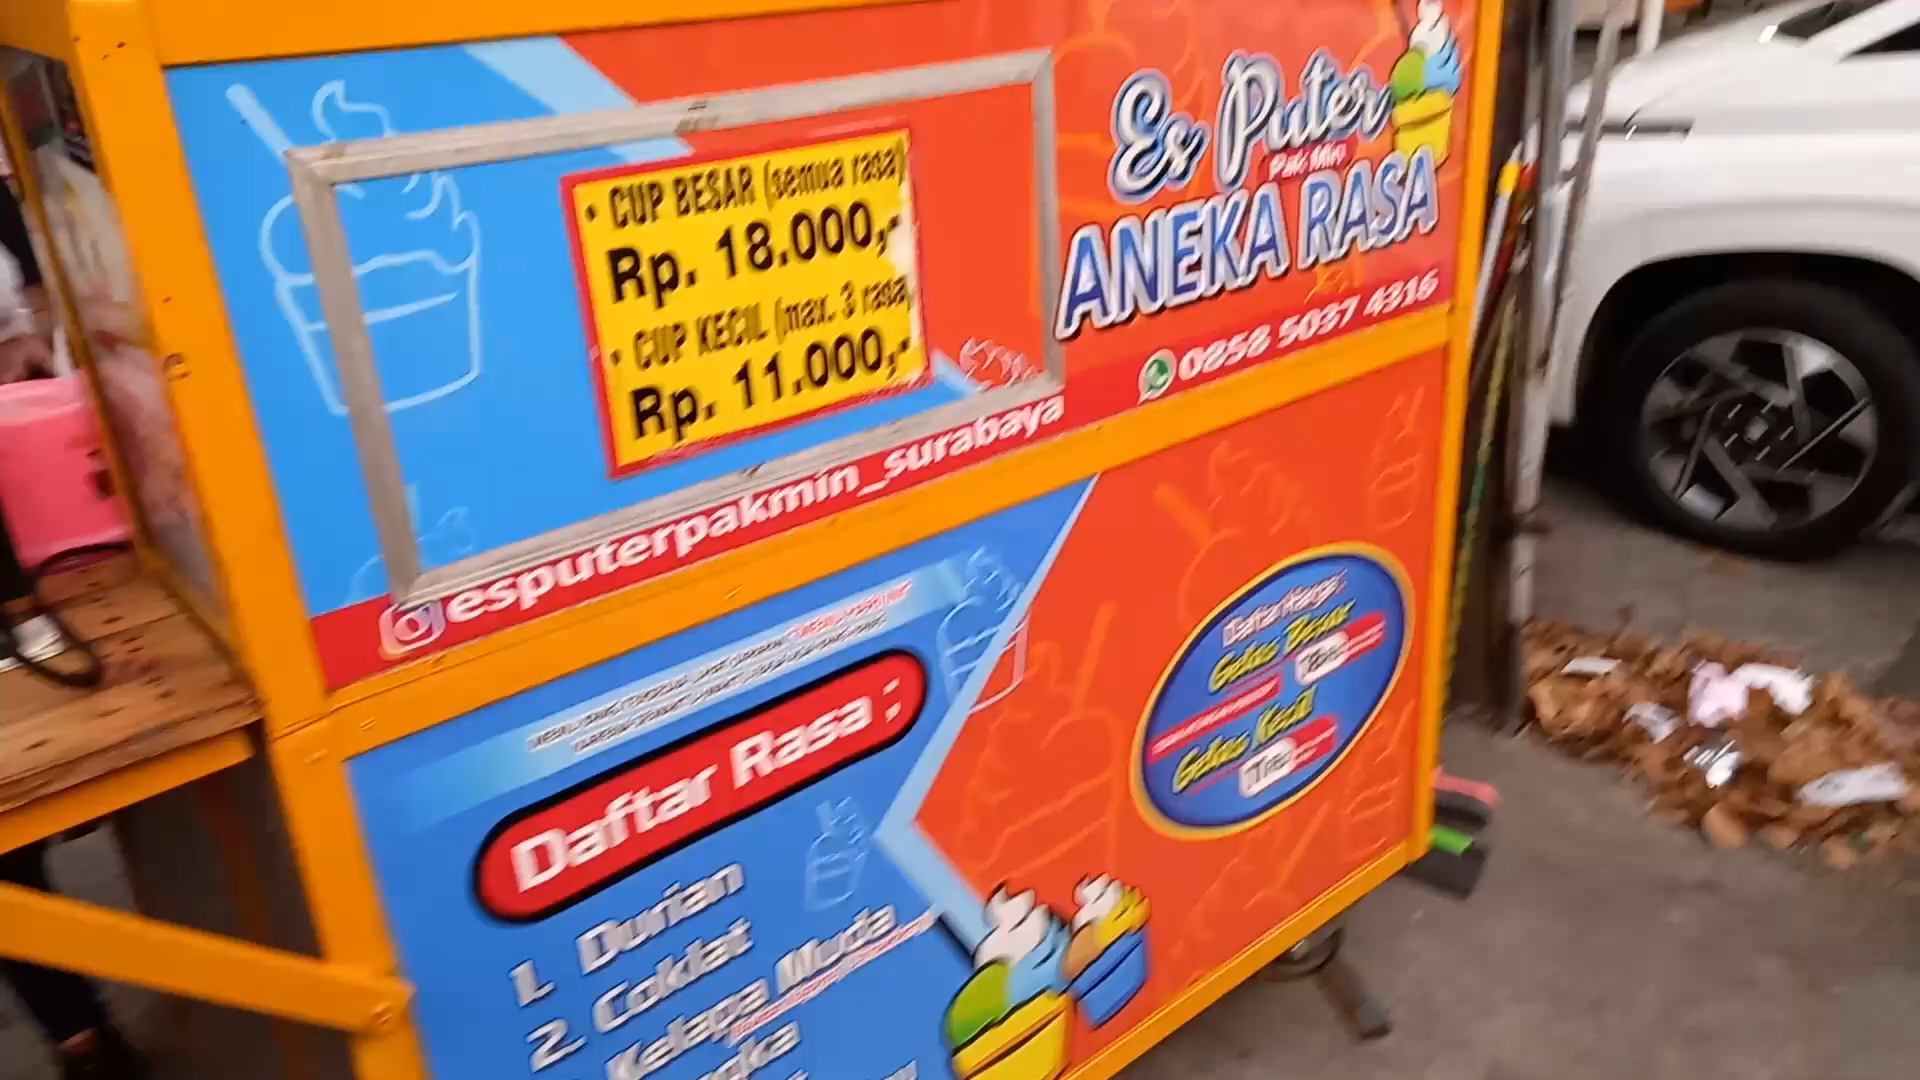 • CUP BESAR (semua rasa)
Rp. 18.000,-
• CUP KECIL (max. 3 rasa)
Rp. 11.000,-
Es Puter
Pak Min
ANEKA RASA
0858 5037 4316
esputerpakmin_surabaya
Daftar Rasa ;
1. Durian
2. Coklat
Kelapa Muda
Daftar Harga :
Gelas Besar
Gelas Kecil